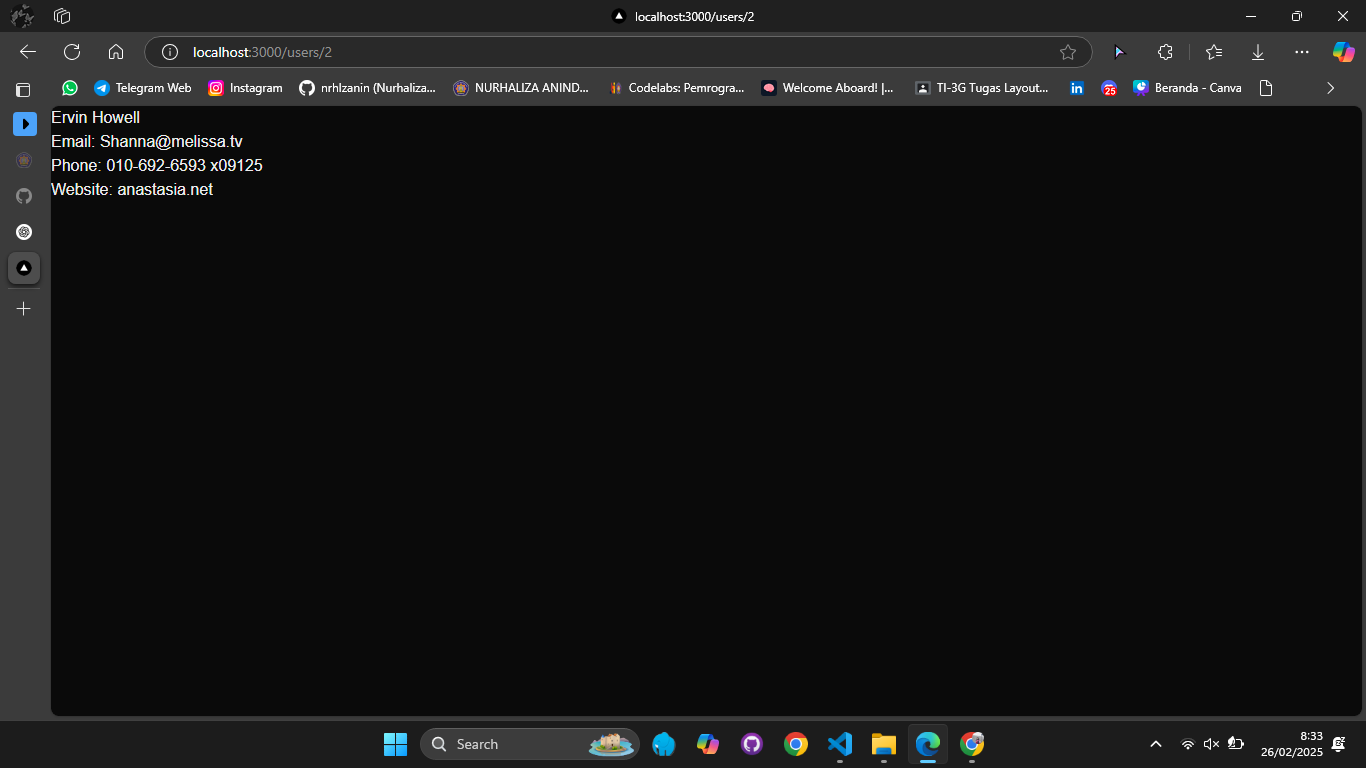 localhost:3000/users/2
localhost:3000/users/2
Telegram Web
Instagram
nrhlzanin (Nurhaliza...
NURHALIZA ANIND...
Codelabs: Pemrogra...
Welcome Aboard! |...
TI-3G Tugas Layout...
in
25
Beranda - Canva
Ervin Howell
Email: Shanna@melissa.tv
Phone: 010-692-6593 x09125
Website: anastasia.net
Search
8:33
26/02/2025